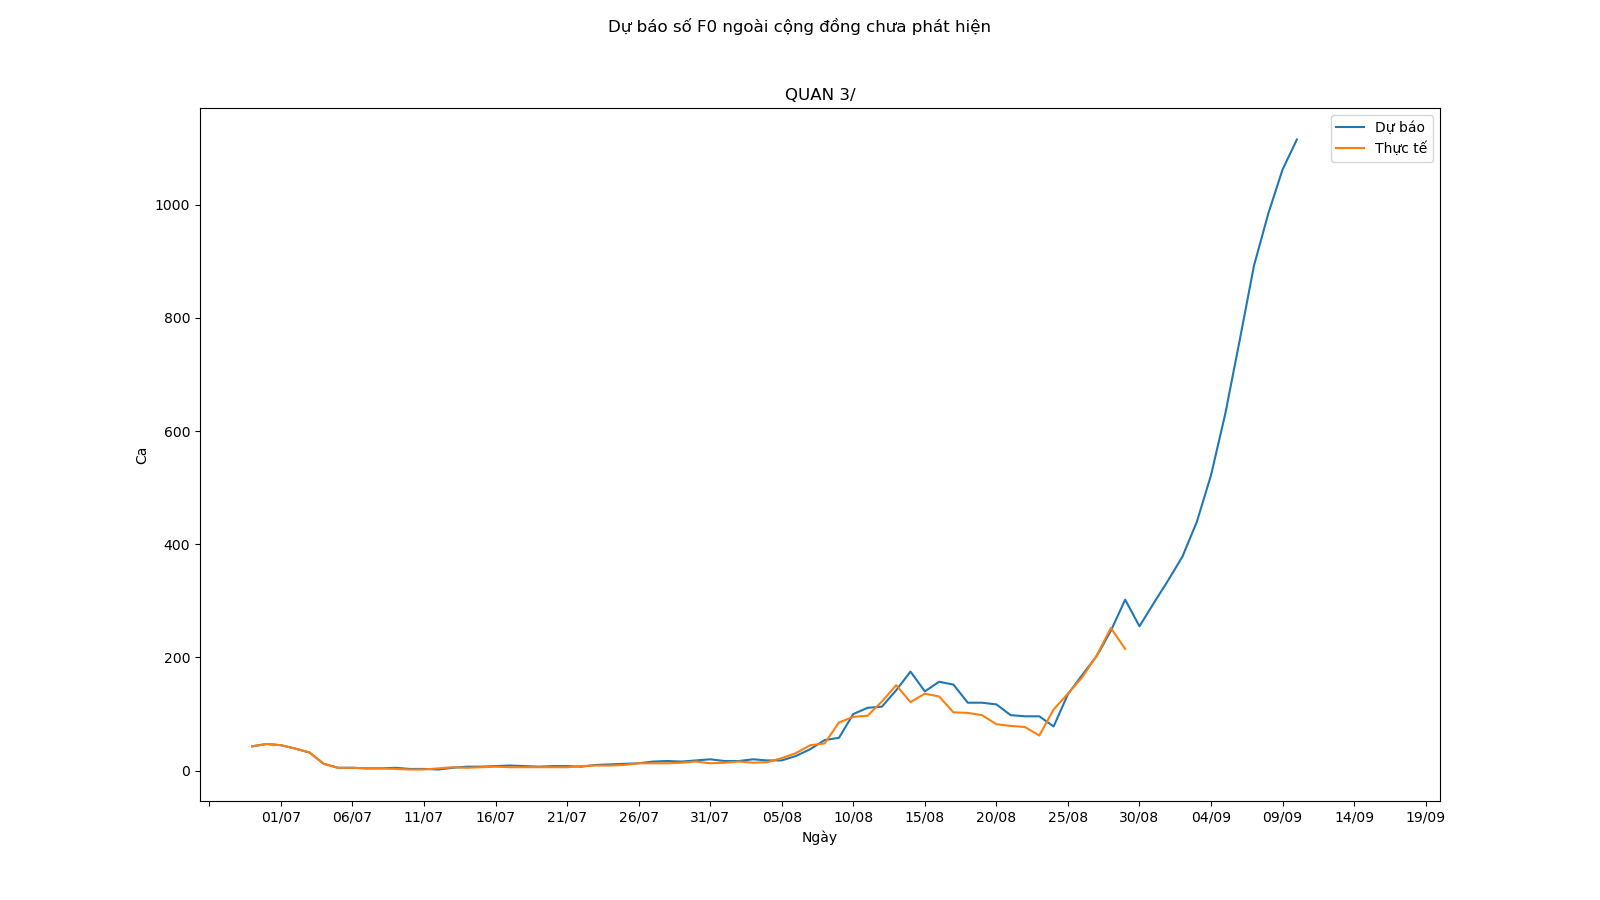 Dự báo số F0 ngoài cộng đồng chưa phát hiện
QUAN 3/
Dự báo
Thực tế
1000
800
600
400
200
0
Ca
01/07 06/07 11/07 16/07 21/07 26/07 31/07 05/08 10/08 15/08 20/08 25/08 30/08 04/09 09/09 14/09 19/09
Ngày